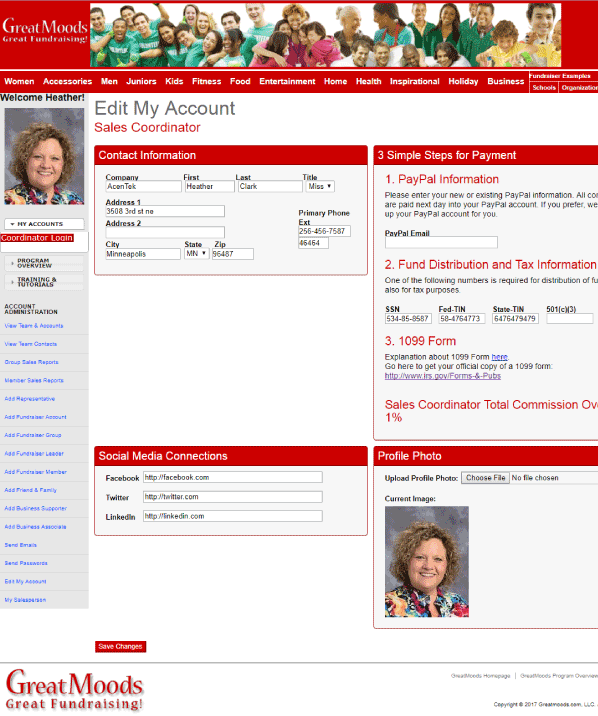 GreatMoods
Great Fundraising!
Women Accessories Men Juniors Kids Fitness Food Entertainment Home Health Inspirational Holiday Business
Fundraiser Examples
Schools Organization
Welcome Heather!
Edit My Account
Sales Coordinator
MY ACCOUNTS
Coordinator Login
PROGRAM
OVERVIEW
TRAINING &
TUTORIALS
ACCOUNT
ADMINISTRATION
View Team & Accounts
View Team Contacts
Group Sales Reports
Member Sales Reports
Add Representative
Add Fundraiser Account
Add Fundraiser Group
Add Fundraiser Leader
Add Fundraiser Member
Add Friend & Family
Add Business Supporter
Add Business Associate
Send Emails
Send Passwords
Edit My Account
My Salesperson
Contact Information
Company First Last Title
AcenTek Heather Clark Miss
Address 1
3508 3rd st ne
Address 2
Primary Phone
Ext
256-456-7587
City State Zip
46464
Minneapolis MN 96487
3 Simple Steps for Payment
1. PayPal Information
Please enter your new or existing PayPal information. All co
are paid next day into your PayPal account. If you prefer, we
up your PayPal account for you.
PayPal Email
2. Fund Distribution and Tax Information
One of the following numbers is required for distribution of fu
also for tax purposes.
SSN Fed-TIN State-TIN 501(c)(3)
534-85-8587 58-4764773 6476479479
3. 1099 Form
Explanation about 1099 Form here.
Go here to get your official copy of a 1099 form:
http://www.irs.gov/Forms-&-Pubs
Sales Coordinator Total Commission Ov
1%
Social Media Connections
Facebook http://facebook.com
Twitter http://twitter.com
LinkedIn http://linkedin.com
Profile Photo
Upload Profile Photo: Choose File No file chosen
Current Image:
Save Changes
GreatMoods
Great Fundraising!
GreatMoods Homepage | GreatMoods Program Overview
Copyright © 2017 Greatmoods.com, LLC.